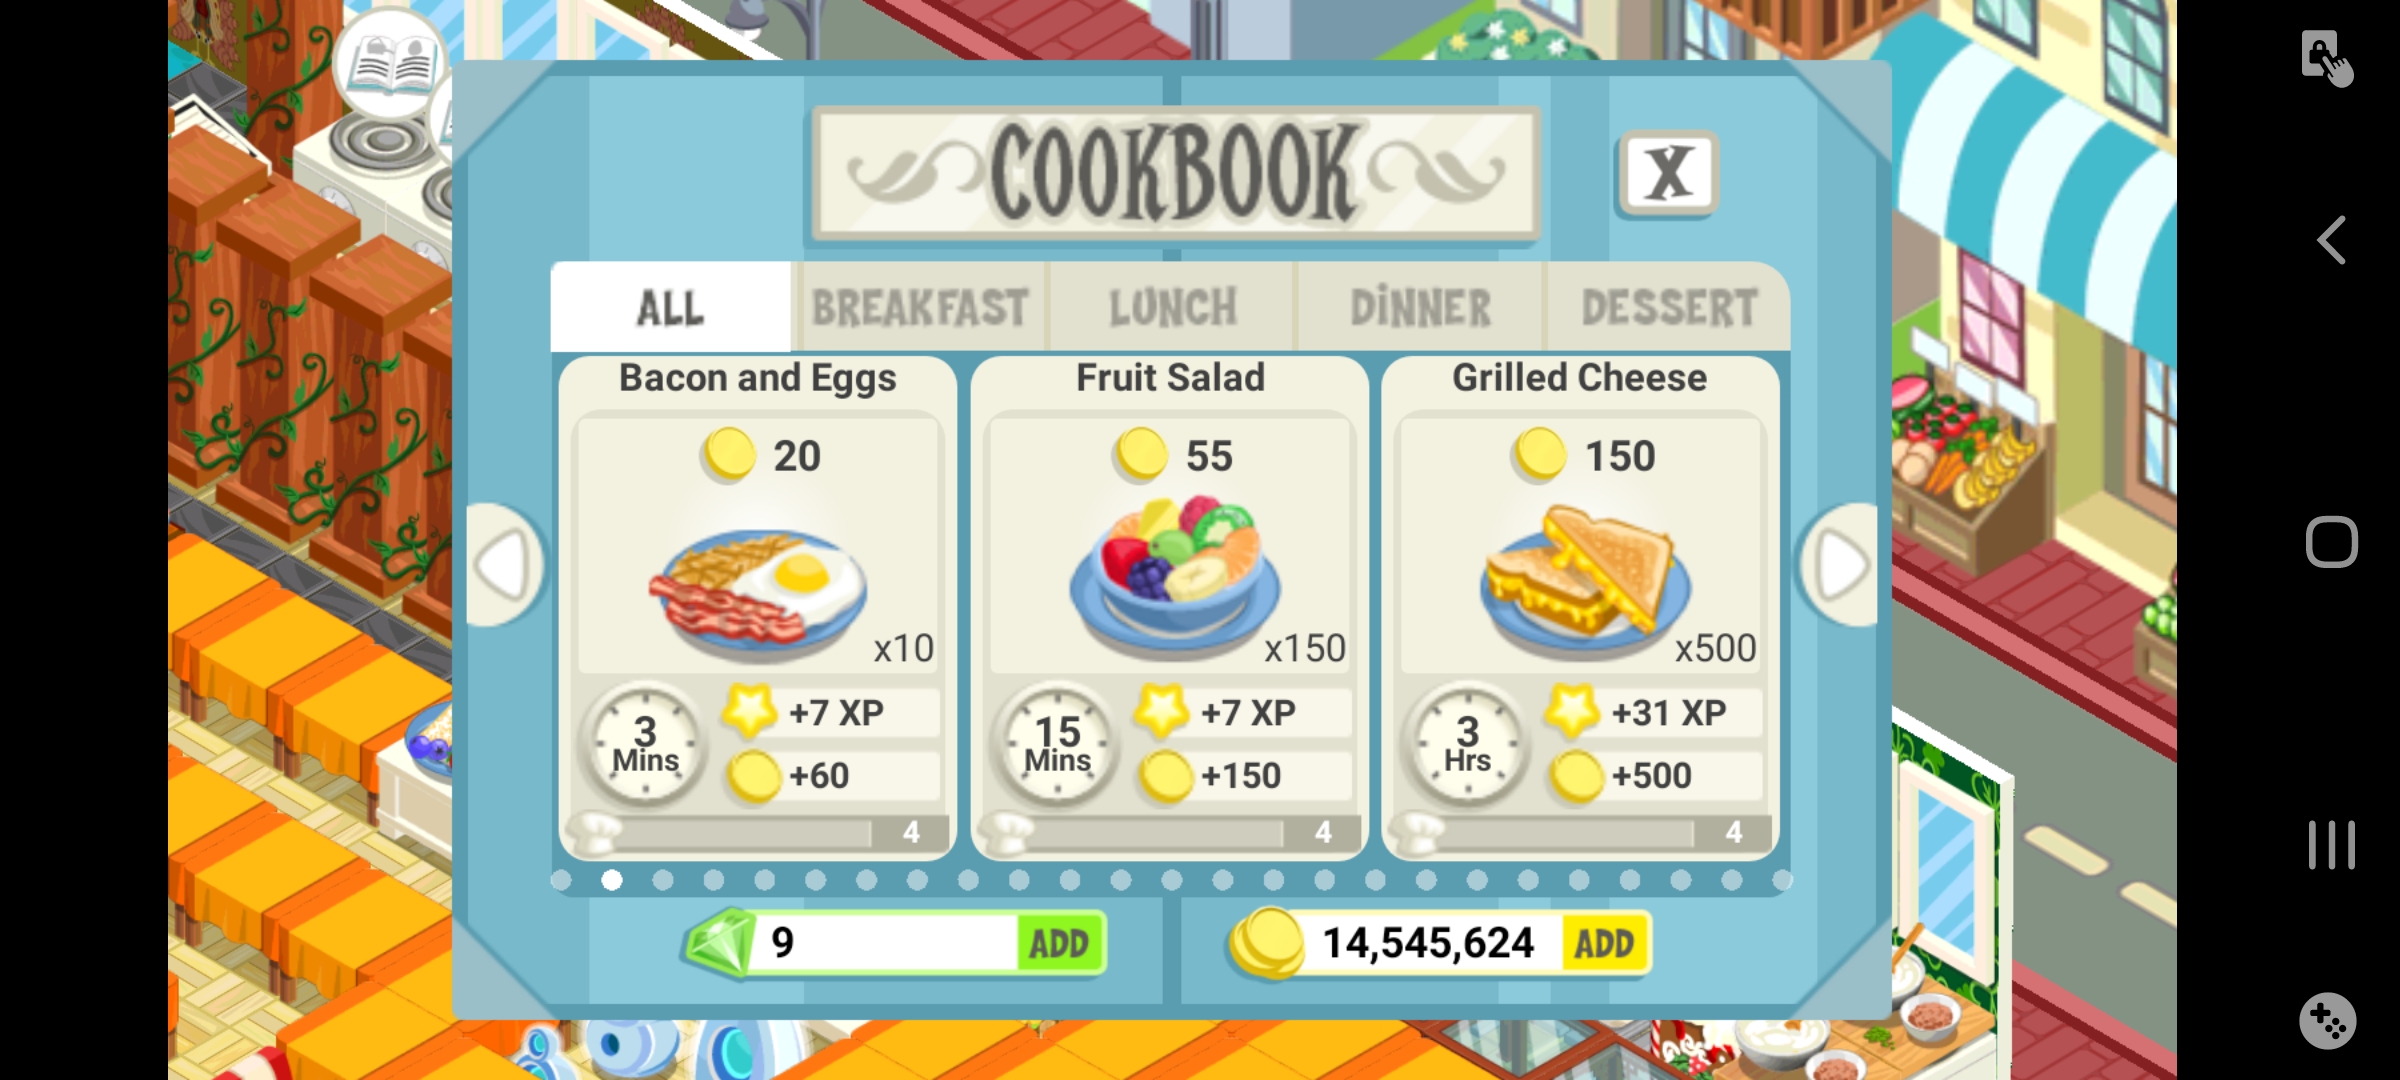 COOKBOOK
X
ALL BREAKFAST LUNCH DINNER DESSERT
Bacon and Eggs
20
x10
3
Mins
+7 XP
+60
4
Fruit Salad
55
x150
15
Mins
+7 XP
+150
4
Grilled Cheese
150
x500
3
Hrs
+31 XP
+500
4
9 ADD
14,545,624 ADD